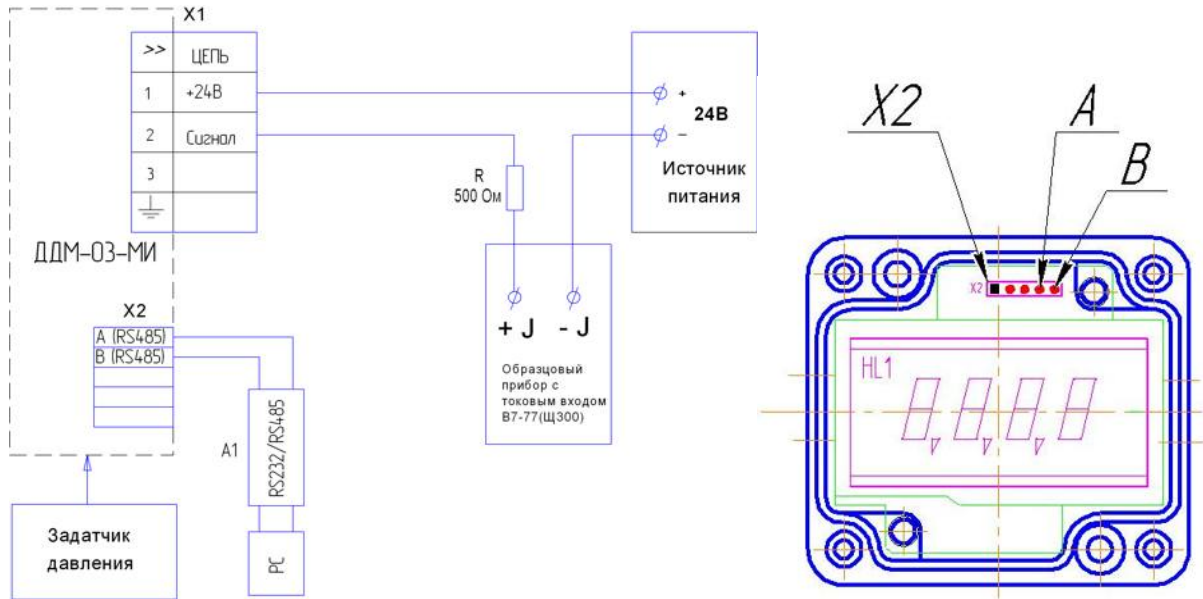 X1
>> ЦЕПЬ
1 +24В
2 Сигнал
3
ДДМ-03-МИ
X2
A (RS485)
B (RS485)
Задатчик
давления
A1
RS232/RS485
PC
R
500 Ом
+ J - J
Образцовый
прибор с
токовым входом
В7-77(Щ300)
+
24В
–
Источник
питания
X2 A B
X2
HL1